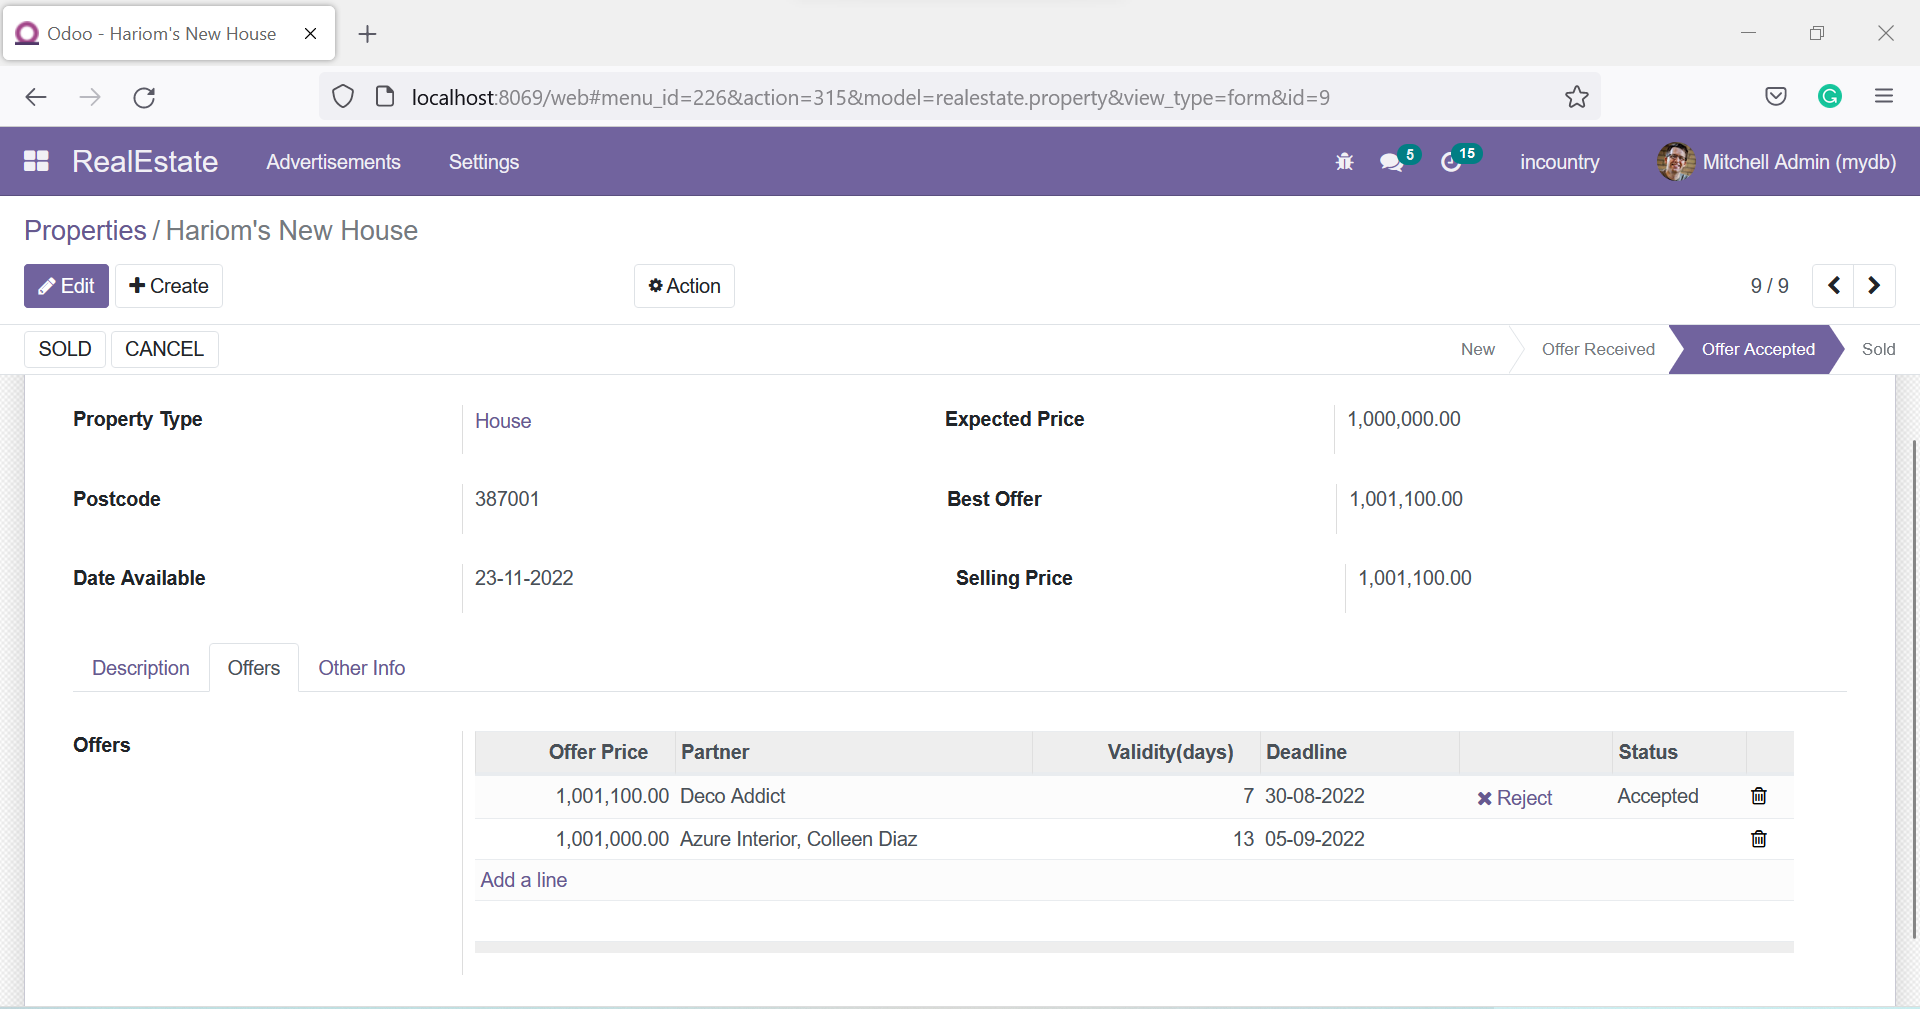 Odoo - Hariom's New House
localhost:8069/web#menu_id=226&action=315&model=realestate.property&view_type=form&id=9
RealEstate Advertisements Settings 5 15 incountry Mitchell Admin (mydb)
Properties / Hariom's New House
Edit Create Action 9 / 9
SOLD CANCEL New Offer Received Offer Accepted Sold
Property Type House Expected Price 1,000,000.00
Postcode 387001 Best Offer 1,001,100.00
Date Available 23-11-2022 Selling Price 1,001,100.00
Description Offers Other Info
Offers
Offer Price Partner Validity(days) Deadline Status
1,001,100.00 Deco Addict 7 30-08-2022 Reject Accepted
1,001,000.00 Azure Interior, Colleen Diaz 13 05-09-2022
Add a line